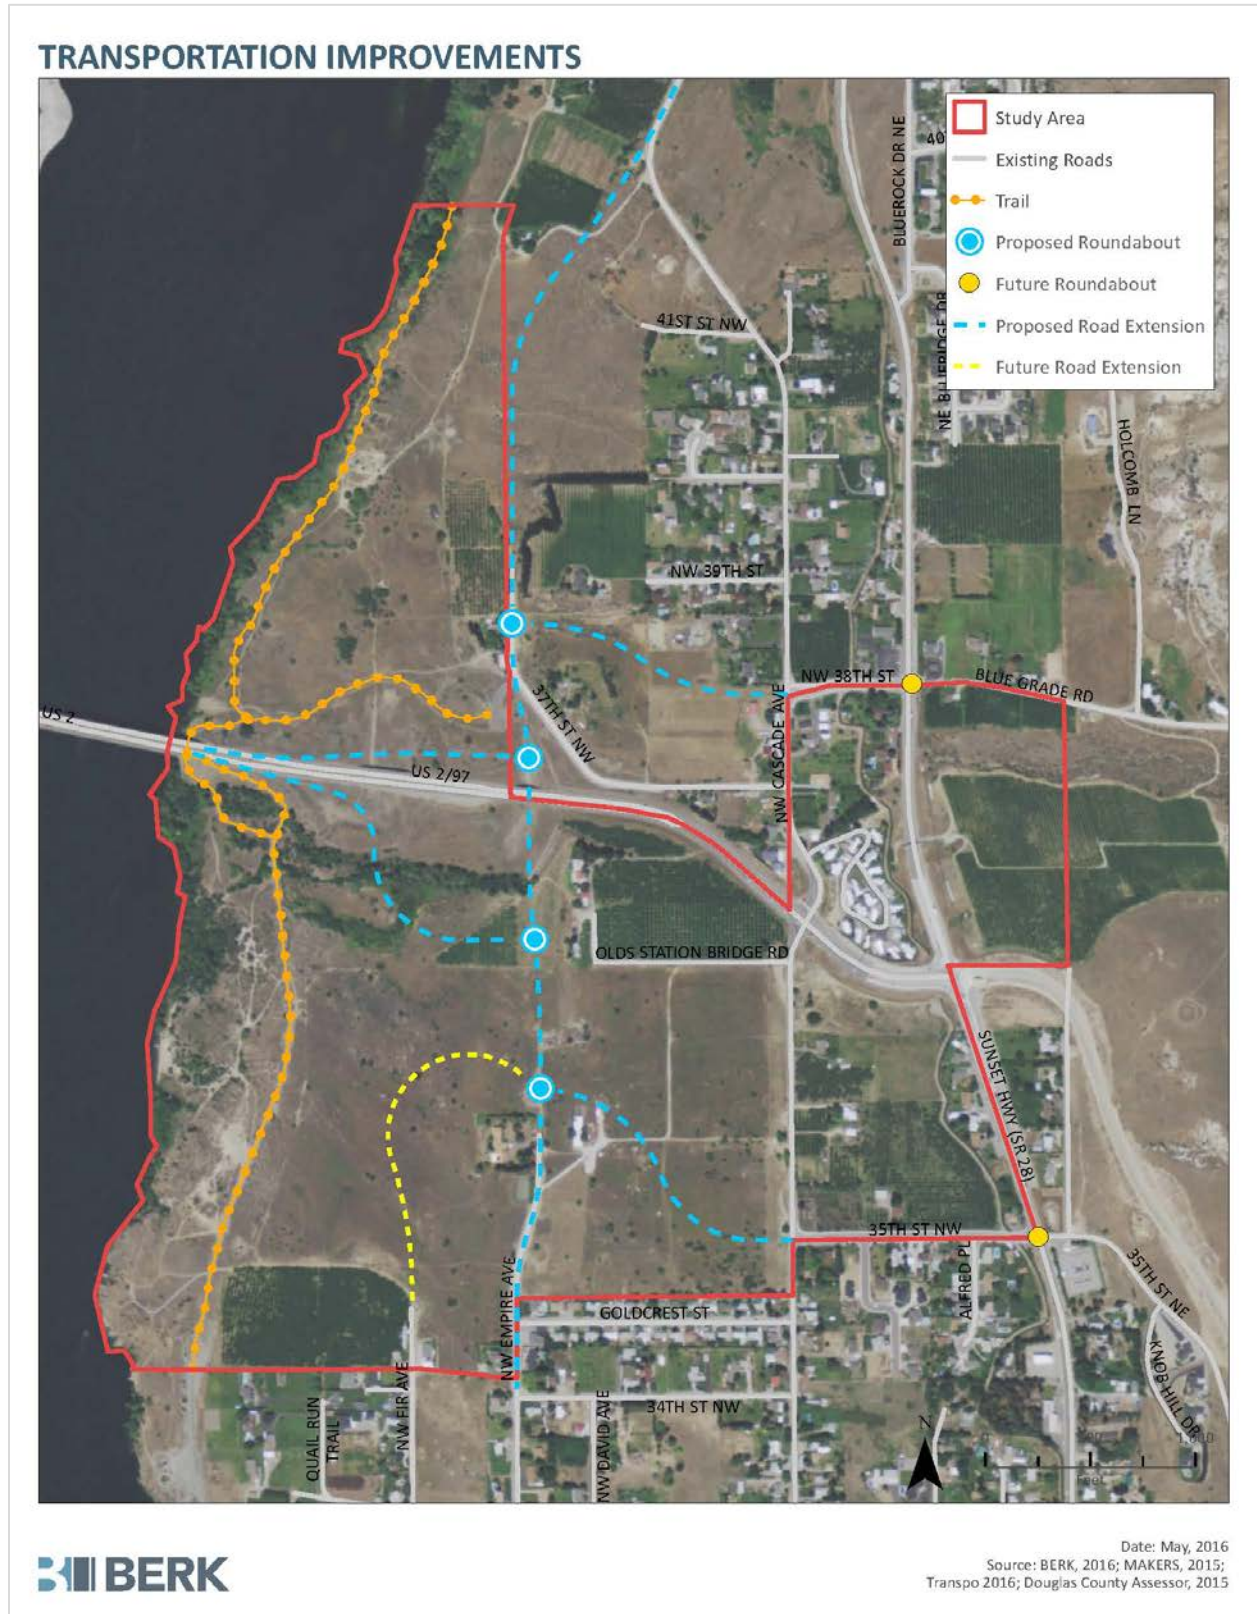 TRANSPORTATION IMPROVEMENTS
Study Area
Existing Roads
Trail
Proposed Roundabout
Future Roundabout
Proposed Road Extension
Future Road Extension
BLUEROCK DR NE
40
NE BLUERIDGE DR
41ST ST NW
HOLCOMB LN
NW 39TH ST
NW 38TH ST
BLUE GRADE RD
US 2
37TH ST NW
NW CASCADE AVE
US 2/97
OLDS STATION BRIDGE RD
SUNSET HWY (SR 28)
35TH ST NW
ALFRED PL
35TH ST NE
NW EMPIRE AVE
GOLDCREST ST
KNOB HILL DR
NW FIR AVE
QUAIL RUN
TRAIL
34TH ST NW
NW DAVID AVE
N
0
Feet
BERK
Date: May, 2016
Source: BERK, 2016; MAKERS, 2015;
Transpo 2016; Douglas County Assessor, 2015